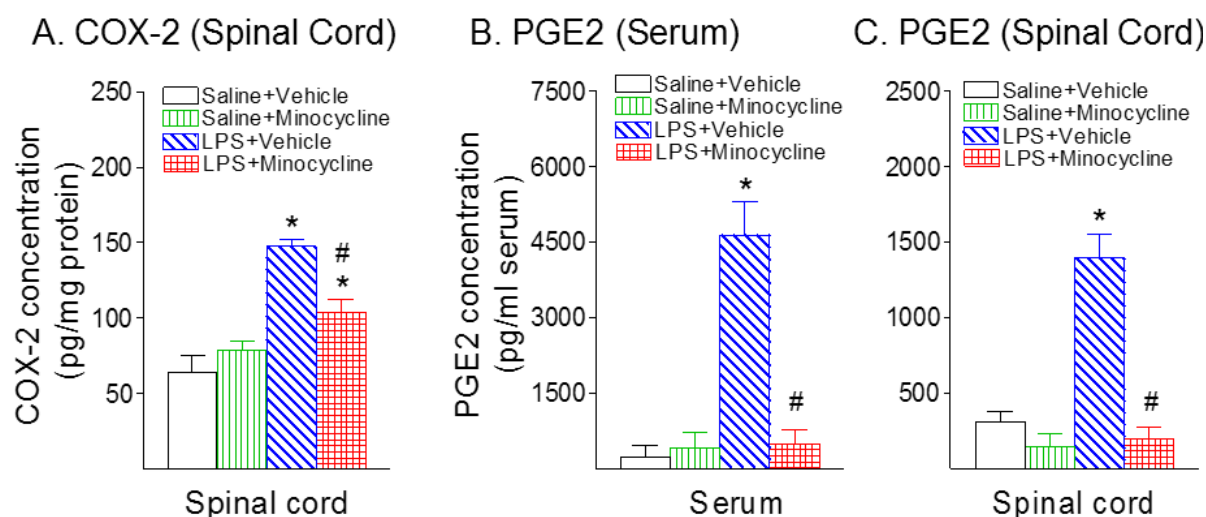 A. COX-2 (Spinal Cord)
COX-2 concentration
(pg/mg protein)
250
200
150
100
50
Saline+Vehicle
Saline+Minocycline
LPS+Vehicle
LPS+Minocycline
*
#
*
Spinal cord
B. PGE2 (Serum)
PGE2 concentration
(pg/ml serum)
7500
6000
4500
3000
1500
Saline+Vehicle
Saline+Minocycline
LPS+Vehicle
LPS+Minocycline
*
#
Serum
C. PGE2 (Spinal Cord)
2500
2000
1500
1000
500
Saline+Vehicle
Saline+Minocycline
LPS+Vehicle
LPS+Minocycline
*
#
Spinal cord